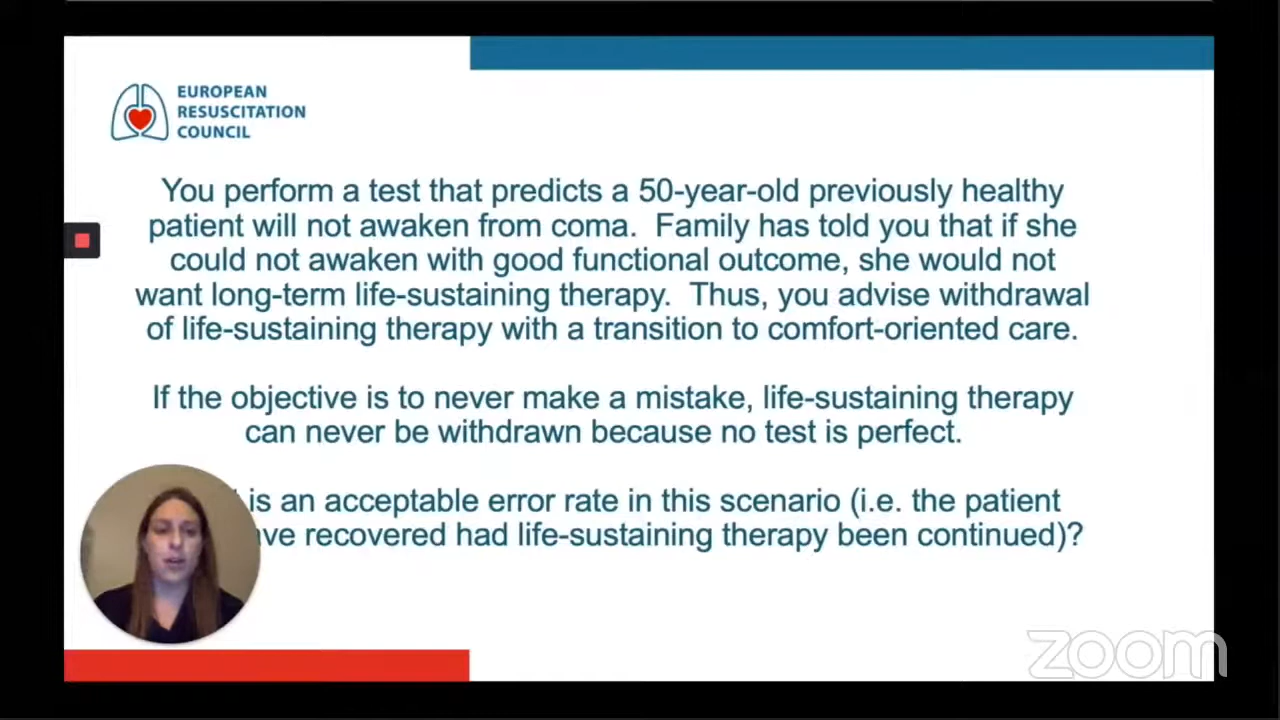 EUROPEAN
RESUSCITATION
COUNCIL
You perform a test that predicts a 50-year-old previously healthy
patient will not awaken from coma. Family has told you that if she
could not awaken with good functional outcome, she would not
want long-term life-sustaining therapy. Thus, you advise withdrawal
of life-sustaining therapy with a transition to comfort-oriented care.
If the objective is to never make a mistake, life-sustaining therapy
can never be withdrawn because no test is perfect.
is an acceptable error rate in this scenario (i.e. the patient
recovered had life-sustaining therapy been continued)?
zoom